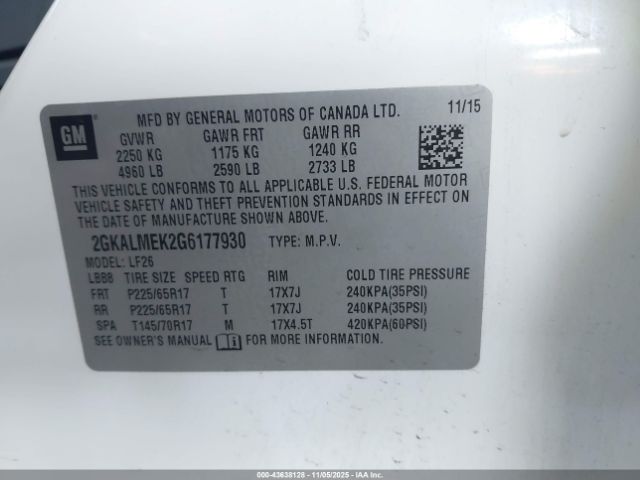 GM
MFD BY GENERAL MOTORS OF CANADA LTD. 11/15
GVWR GAWR FRT GAWR RR
2250 KG 1175 KG 1240 KG
4960 LB 2590 LB 2733 LB
THIS VEHICLE CONFORMS TO ALL APPLICABLE U.S. FEDERAL MOTOR
VEHICLE SAFETY AND THEFT PREVENTION STANDARDS IN EFFECT ON
THE DATE OF MANUFACTURE SHOWN ABOVE.
2GKALMEK2G6177930 TYPE: M.P.V.
MODEL: LF26
LBB8 TIRE SIZE SPEED RTG RIM COLD TIRE PRESSURE
FRT P225/65R17 T 17X7J 240KPA(35PSI)
RR P225/65R17 T 17X7J 240KPA(35PSI)
SPA T145/70R17 M 17X4.5T 420KPA(60PSI)
SEE OWNER'S MANUAL FOR MORE INFORMATION.
000-43638128 - 11/05/2025 - IAA Inc.